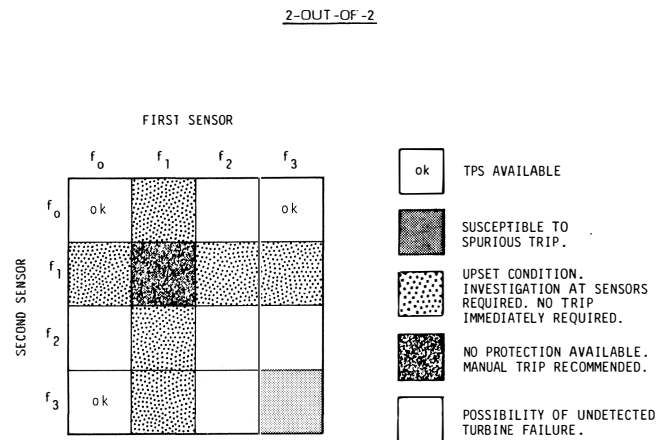 2-OUT-OF-2
FIRST SENSOR
f0 f1 f2 f3
SECOND SENSOR
f0 ok ok
f1
f2
f3 ok
ok TPS AVAILABLE
SUSCEPTIBLE TO
SPURIOUS TRIP.
UPSET CONDITION.
INVESTIGATION AT SENSORS
REQUIRED. NO TRIP
IMMEDIATELY REQUIRED.
NO PROTECTION AVAILABLE.
MANUAL TRIP RECOMMENDED.
POSSIBILITY OF UNDETECTED
TURBINE FAILURE.